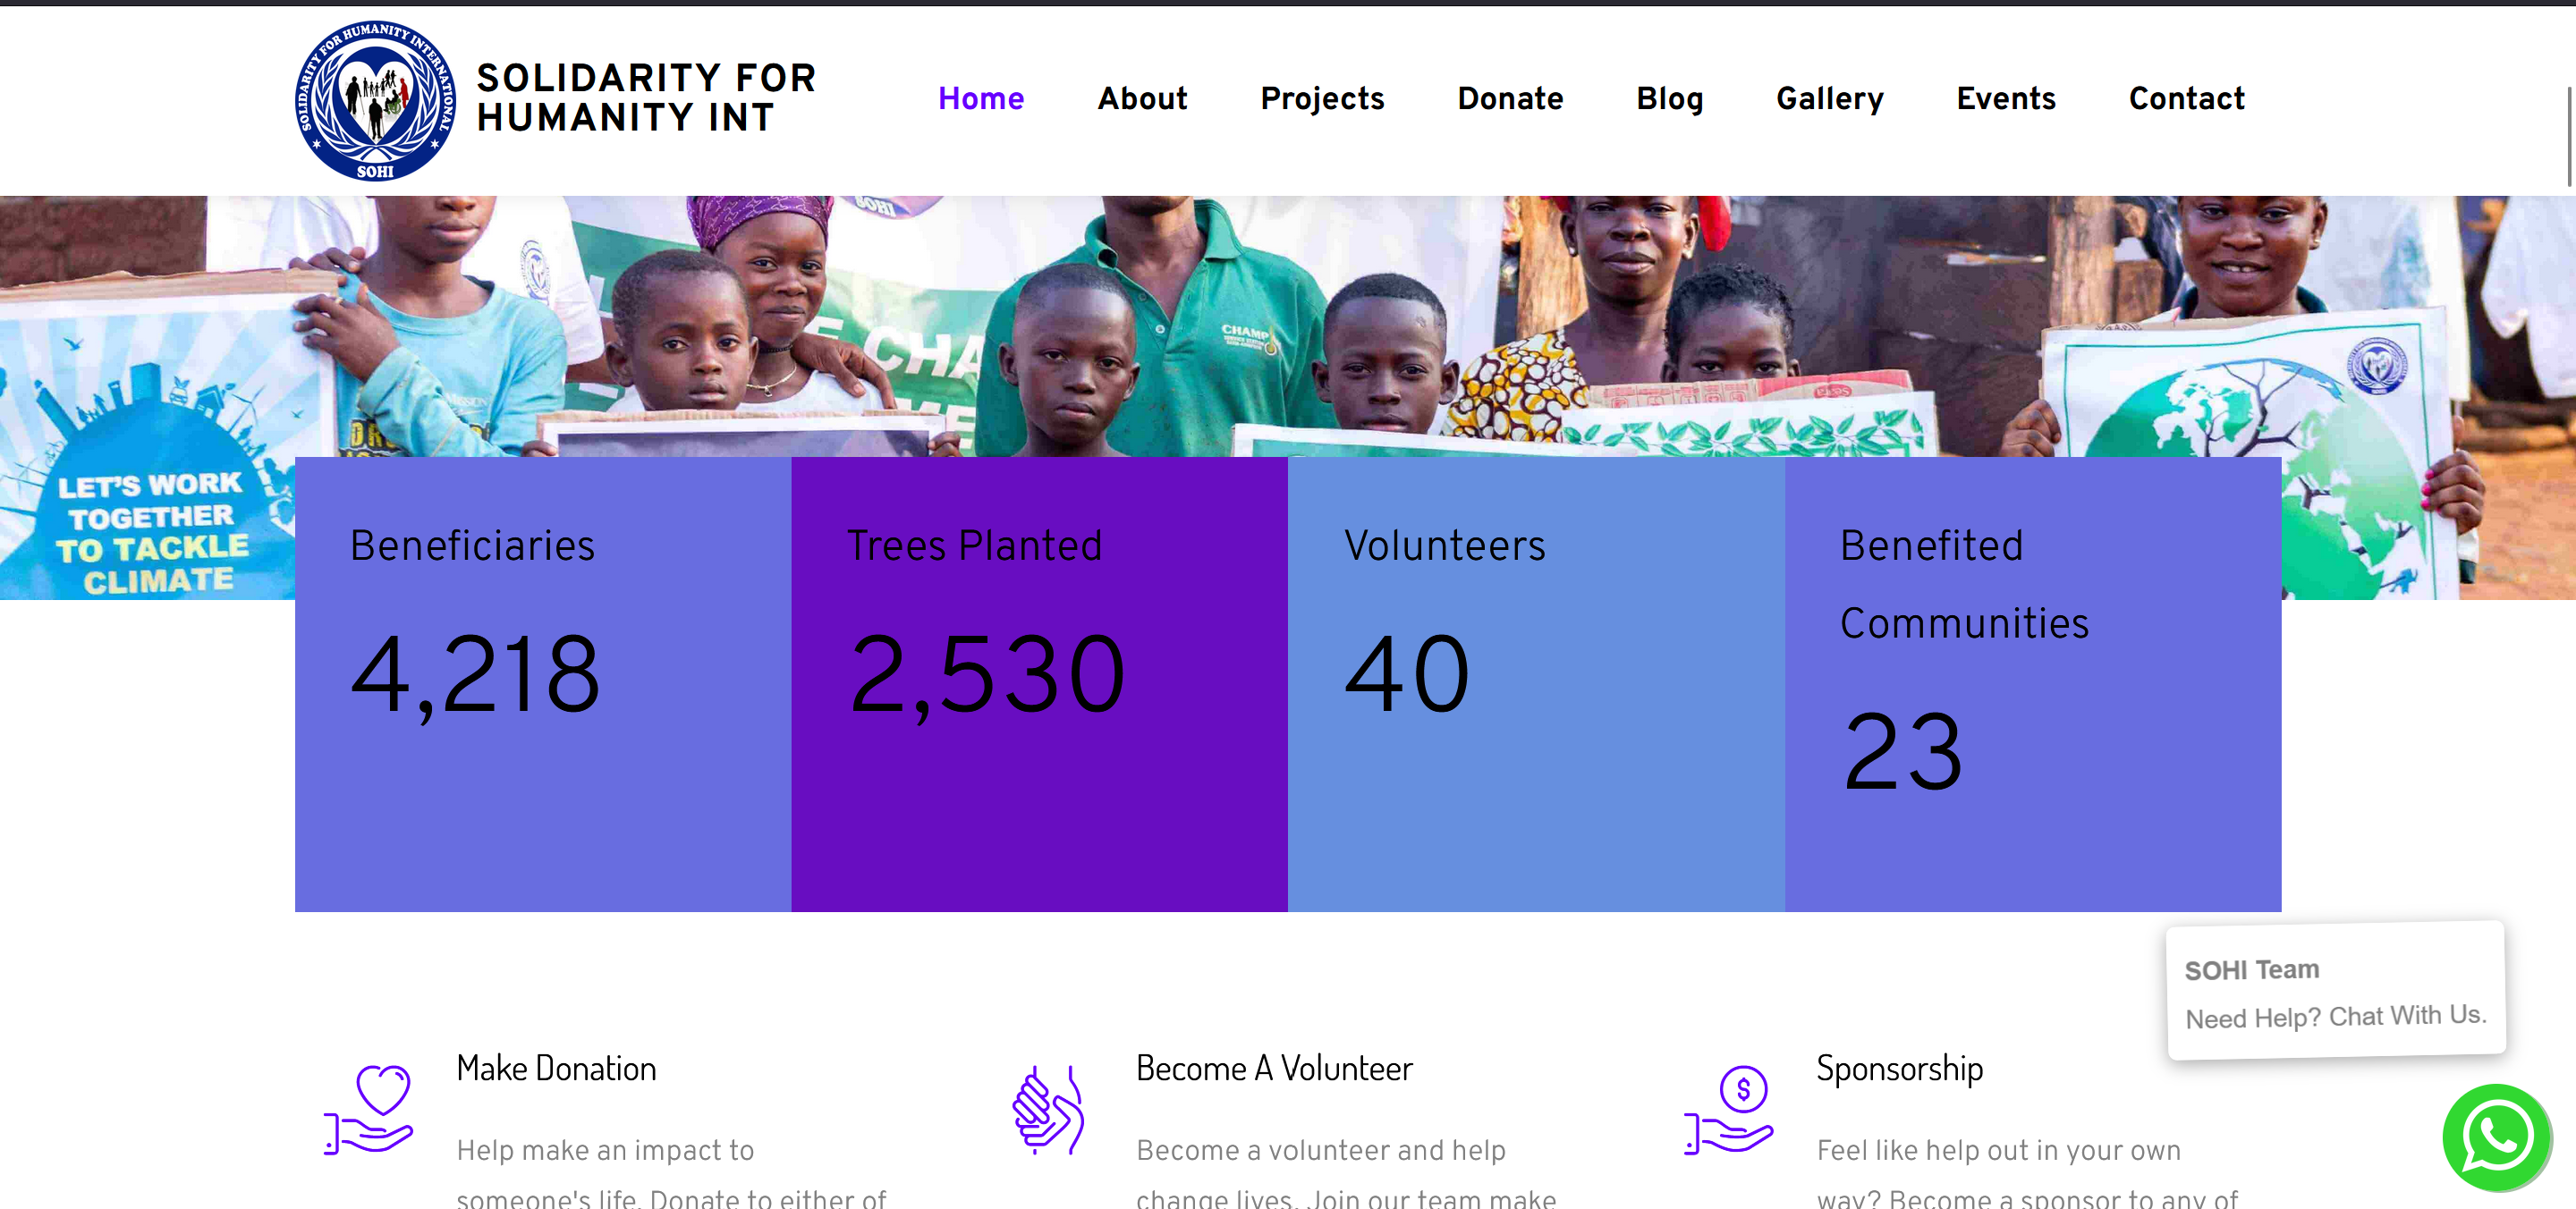 SOLIDARITY FOR HUMANITY INTERNATIONAL
SOHI
SOLIDARITY FOR
HUMANITY INT
Home
About
Projects
Donate
Blog
Gallery
Events
Contact
SOHI
CHAMP
CHA
LET'S WORK
TOGETHER
TO TACKLE
CLIMATE
Beneficiaries
4,218
Trees Planted
2,530
Volunteers
40
Benefited
Communities
23
SOHI Team
Need Help? Chat With Us.
Make Donation
Help make an impact to
someone's life. Donate to either of
Become A Volunteer
Become a volunteer and help
change lives. Join our team make
Sponsorship
Feel like help out in your own
way? Become a sponsor to any of